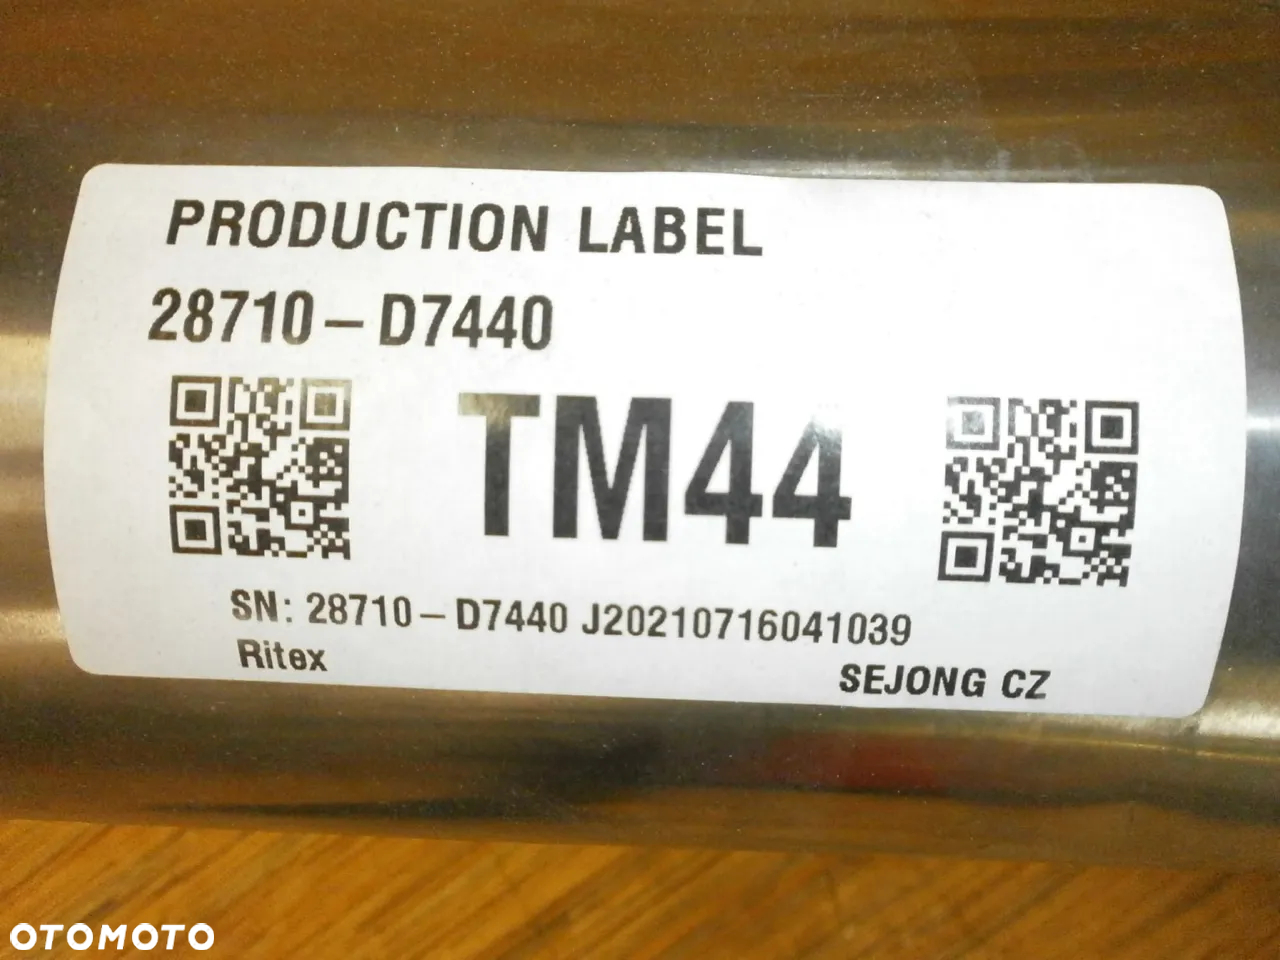 PRODUCTION LABEL
28710-D7440
TM44
SN: 28710-D7440 J20210716041039
Ritex
SEJONG CZ
OTOMOTO